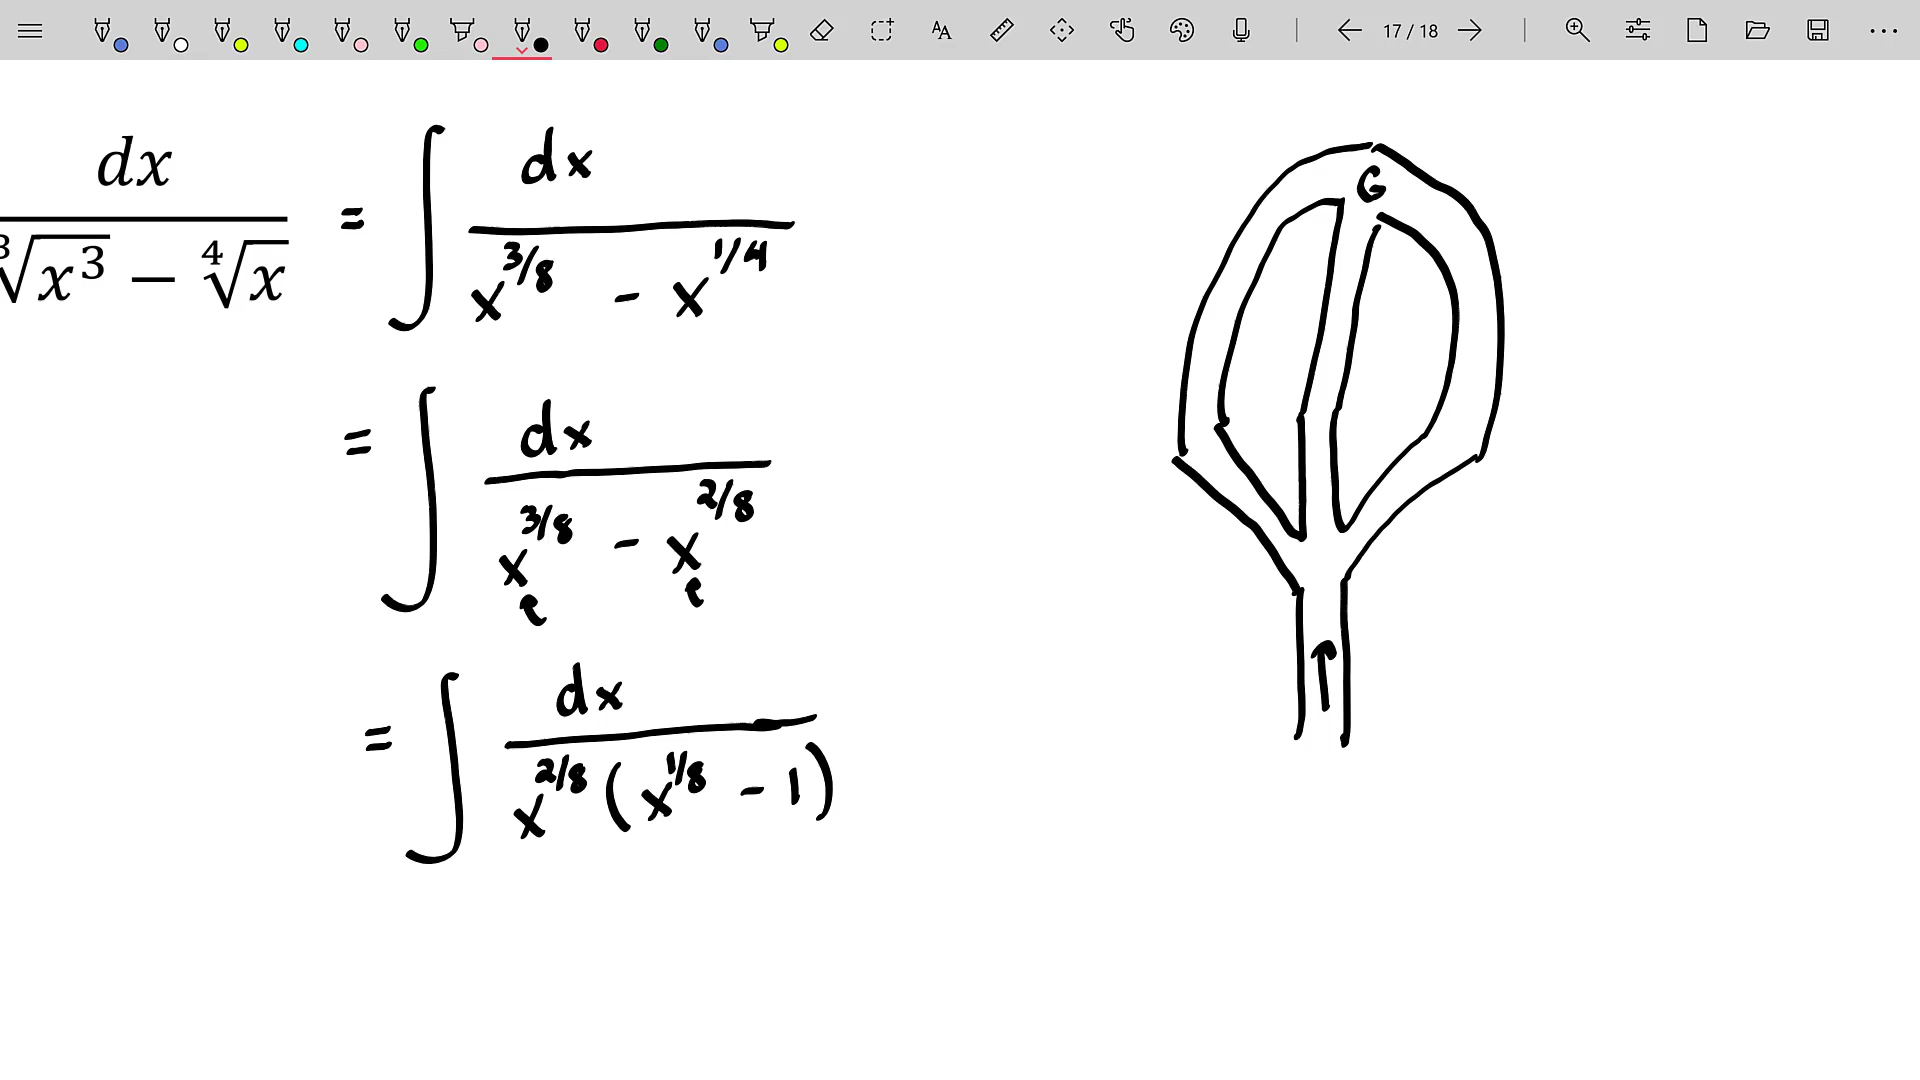 17 / 18
dx
∛x³ − ∜x
= ∫ dx
x^3/8 - x^1/4
= ∫ dx
x^3/8 - x^2/8
= ∫ dx
x^2/8 (x^1/8 - 1)
G